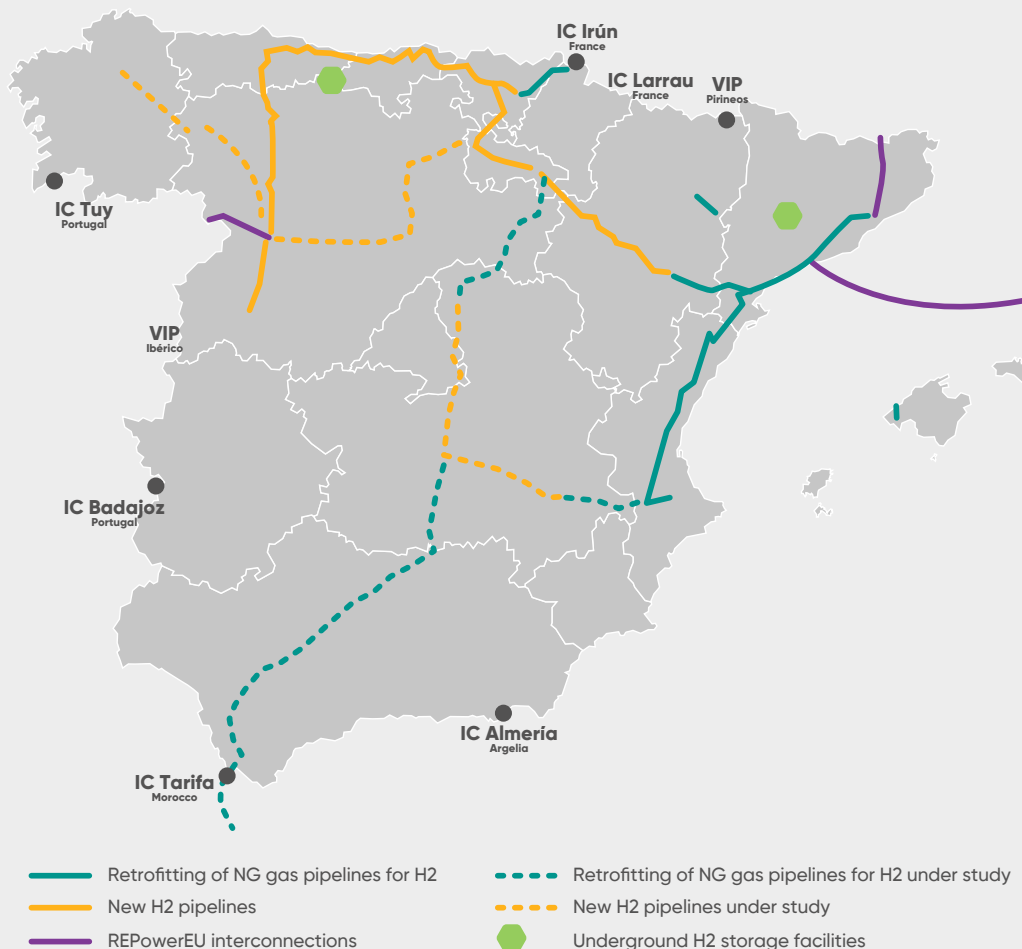 IC Irún
France
IC Larrau
France
VIP
Pirineos
IC Tuy
Portugal
VIP
Ibérico
IC Badajoz
Portugal
IC Almería
Argelia
IC Tarifa
Morocco
Retrofitting of NG gas pipelines for H2
Retrofitting of NG gas pipelines for H2 under study
New H2 pipelines
New H2 pipelines under study
REPowerEU interconnections
Underground H2 storage facilities